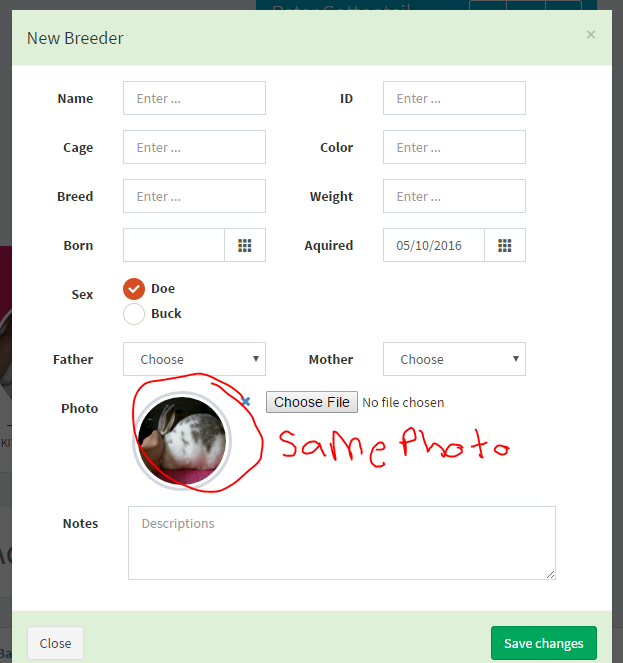 New Breeder ×
Name Enter ... ID Enter ...
Cage Enter ... Color Enter ...
Breed Enter ... Weight Enter ...
Born Aquired 05/10/2016
Sex Doe
Buck
Father Choose Mother Choose
Photo Choose File No file chosen
Same Photo
Notes Descriptions
Close Save changes